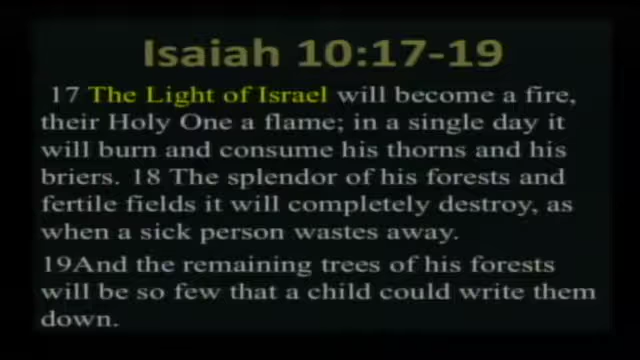 Isaiah 10:17-19
17 The Light of Israel will become a fire,
their Holy One a flame; in a single day it
will burn and consume his thorns and his
briers. 18 The splendor of his forests and
fertile fields it will completely destroy, as
when a sick person wastes away.
19And the remaining trees of his forests
will be so few that a child could write them
down.